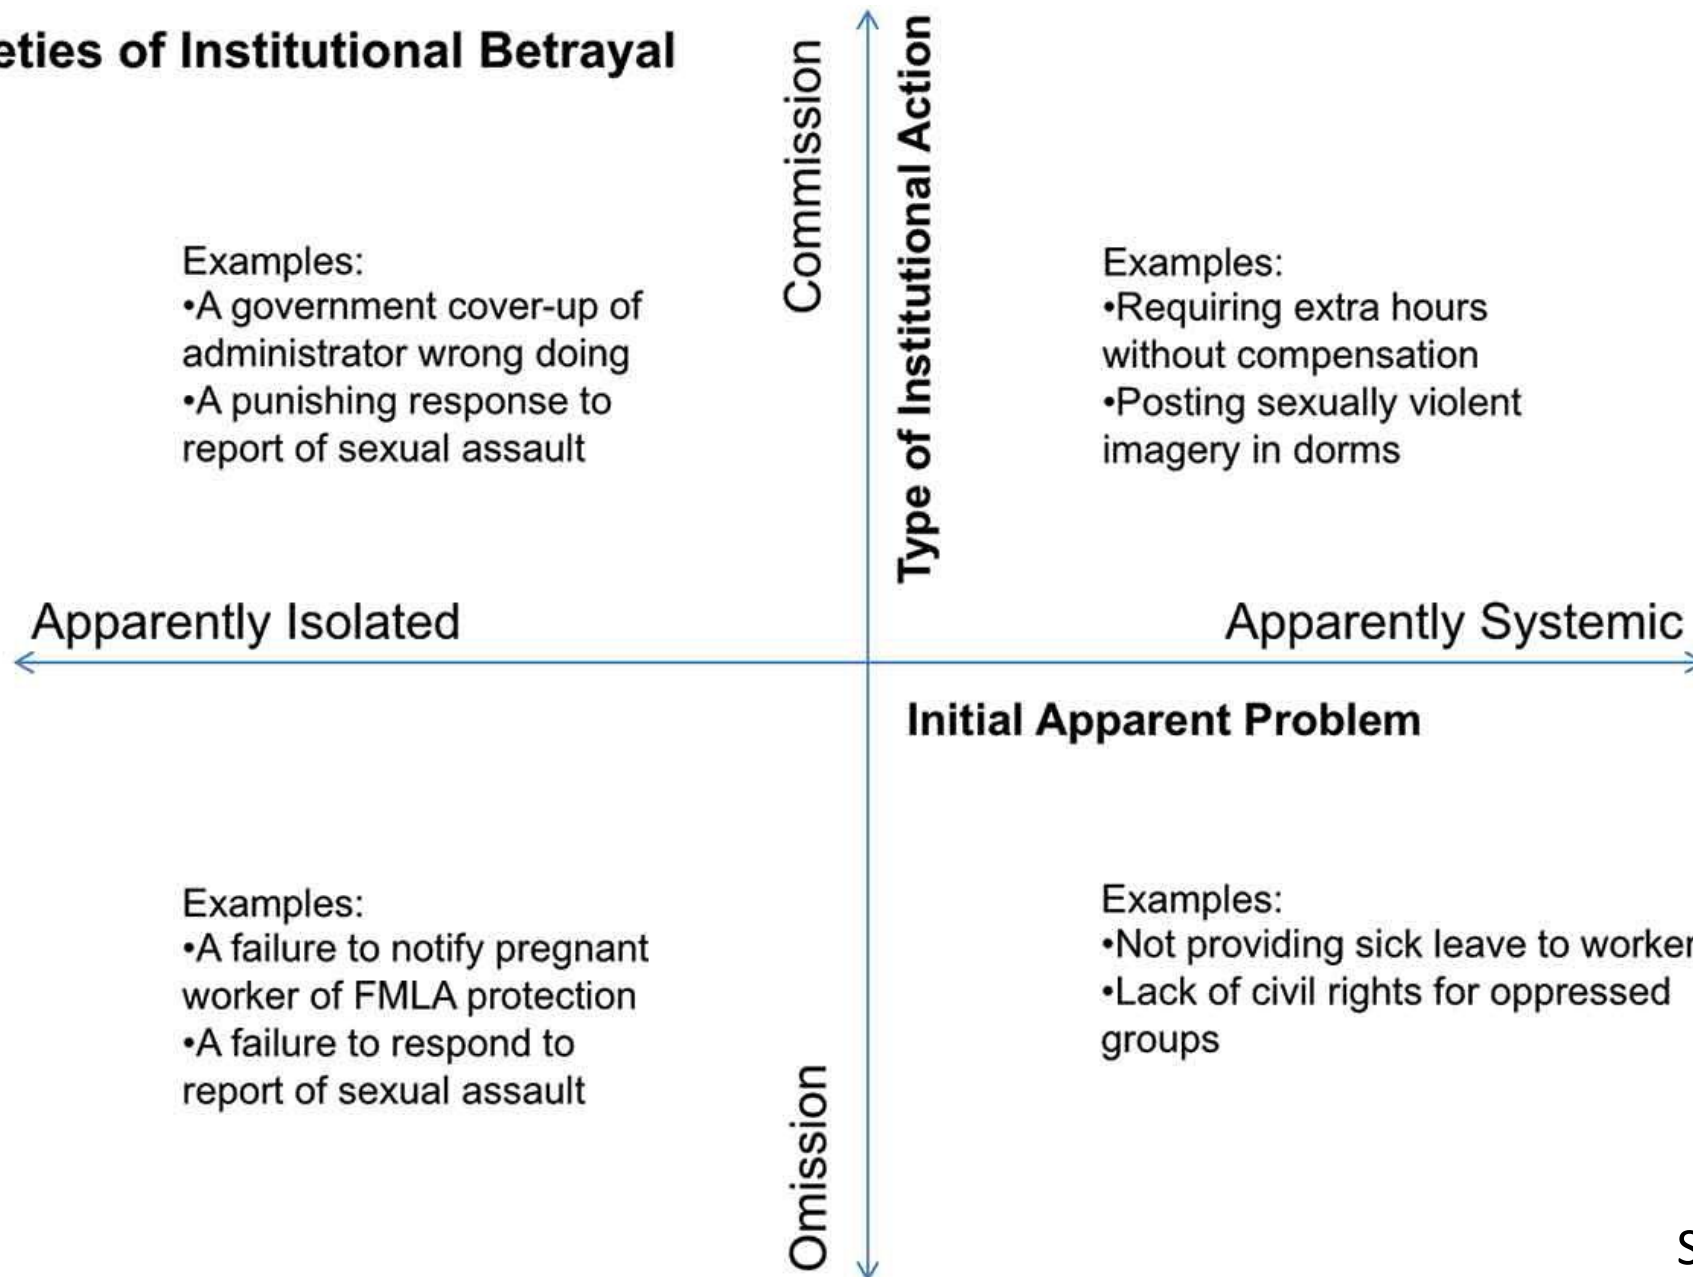 eties of Institutional Betrayal
Commission
Type of Institutional Action
Examples:
•A government cover-up of
administrator wrong doing
•A punishing response to
report of sexual assault
Examples:
•Requiring extra hours
without compensation
•Posting sexually violent
imagery in dorms
Apparently Isolated
Apparently Systemic
Initial Apparent Problem
Examples:
•A failure to notify pregnant
worker of FMLA protection
•A failure to respond to
report of sexual assault
Examples:
•Not providing sick leave to worker
•Lack of civil rights for oppressed
groups
Omission
S